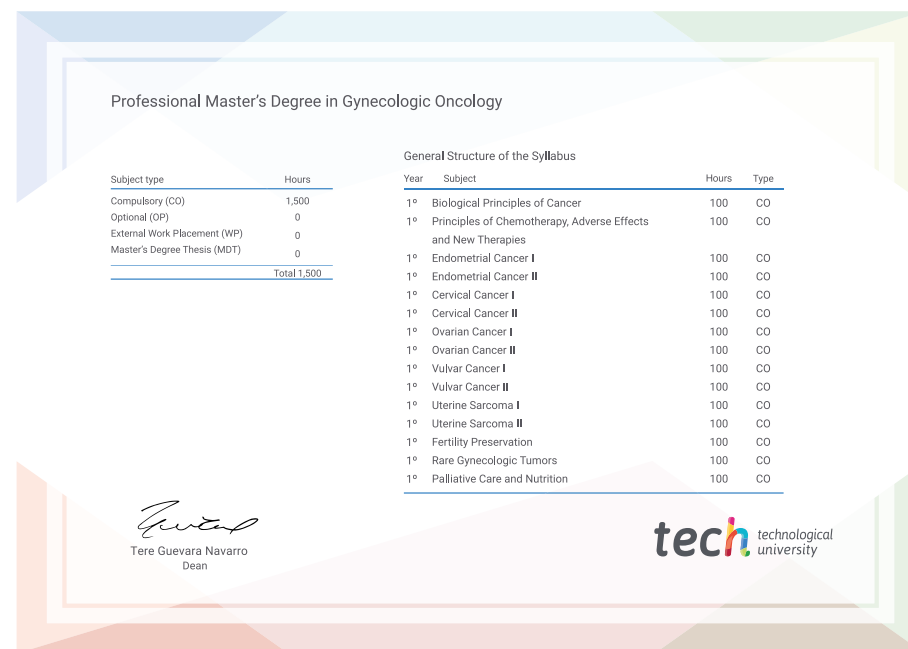 Professional Master's Degree in Gynecologic Oncology
Subject type Hours
Compulsory (CO) 1,500
Optional (OP) 0
External Work Placement (WP) 0
Master's Degree Thesis (MDT) 0
Total 1,500
General Structure of the Syllabus
Year Subject Hours Type
1º Biological Principles of Cancer 100 CO
1º Principles of Chemotherapy, Adverse Effects 100 CO
and New Therapies
1º Endometrial Cancer I 100 CO
1º Endometrial Cancer II 100 CO
1º Cervical Cancer I 100 CO
1º Cervical Cancer II 100 CO
1º Ovarian Cancer I 100 CO
1º Ovarian Cancer II 100 CO
1º Vulvar Cancer I 100 CO
1º Vulvar Cancer II 100 CO
1º Uterine Sarcoma I 100 CO
1º Uterine Sarcoma II 100 CO
1º Fertility Preservation 100 CO
1º Rare Gynecologic Tumors 100 CO
1º Palliative Care and Nutrition 100 CO
Tere Guevara Navarro
Dean
tech technological
university